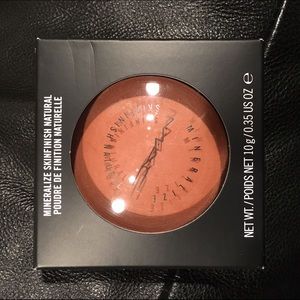 MINERALIZE SKINFINISH NATURAL
POUDRE DE FINITION NATURELLE
NET WT./POIDS NET 10 g/0.35 US OZ ℮